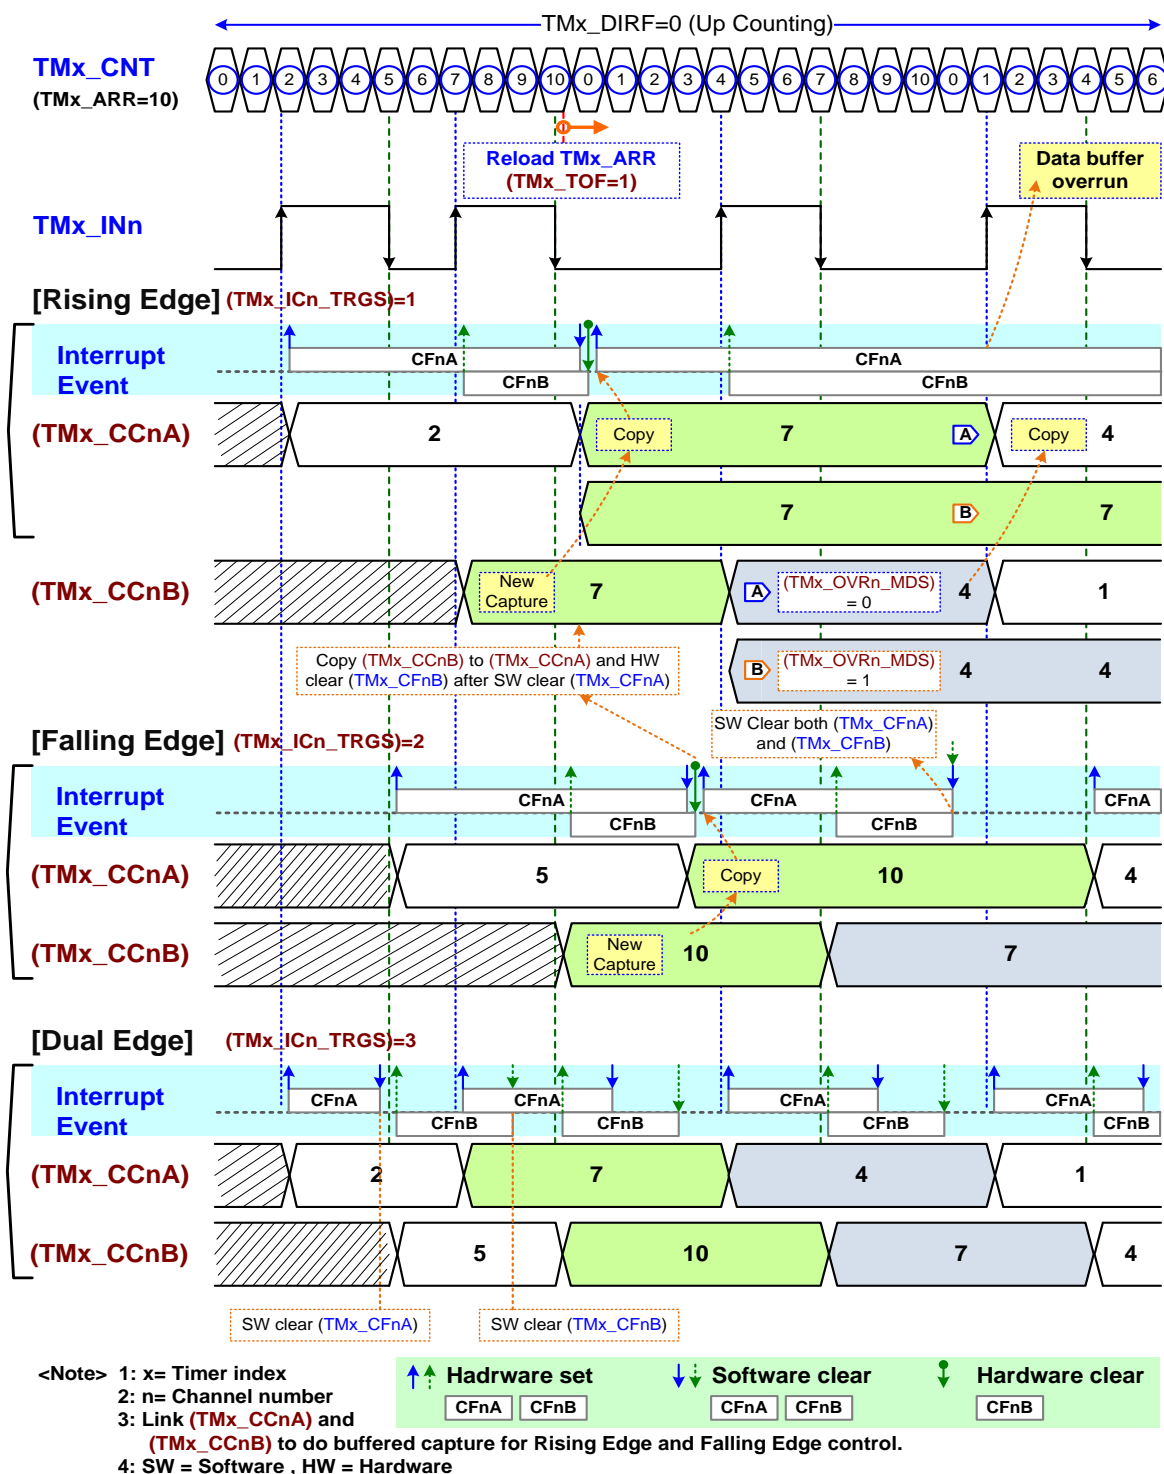 TMx_DIRF=0 (Up Counting)
TMx_CNT
(TMx_ARR=10)
0 1 2 3 4 5 6 7 8 9 10 0 1 2 3 4 5 6 7 8 9 10 0 1 2 3 4 5 6
Reload TMx_ARR
(TMx_TOF=1)
Data buffer
overrun
TMx_INn
[Rising Edge] (TMx_ICn_TRGS)=1
Interrupt
Event
CFnA CFnA
CFnB CFnB
(TMx_CCnA)
2 Copy 7 A Copy 4
7 B 7
(TMx_CCnB)
New
Capture
7 A (TMx_OVRn_MDS)
= 0
4 1
B (TMx_OVRn_MDS)
= 1
4 4
Copy (TMx_CCnB) to (TMx_CCnA) and HW
clear (TMx_CFnB) after SW clear (TMx_CFnA)
SW Clear both (TMx_CFnA)
and (TMx_CFnB)
[Falling Edge] (TMx_ICn_TRGS)=2
Interrupt
Event
CFnA CFnA CFnA
CFnB CFnB
(TMx_CCnA)
5 Copy 10 4
(TMx_CCnB)
New
Capture
10 7
[Dual Edge] (TMx_ICn_TRGS)=3
Interrupt
Event
CFnA CFnA CFnA CFnA
CFnB CFnB CFnB CFnB
(TMx_CCnA)
2 7 4 1
(TMx_CCnB)
5 10 7 4
SW clear (TMx_CFnA) SW clear (TMx_CFnB)
<Note> 1: x= Timer index
2: n= Channel number
3: Link (TMx_CCnA) and
(TMx_CCnB) to do buffered capture for Rising Edge and Falling Edge control.
4: SW = Software , HW = Hardware
Hadrware set Software clear Hardware clear
CFnA CFnB CFnA CFnB CFnB